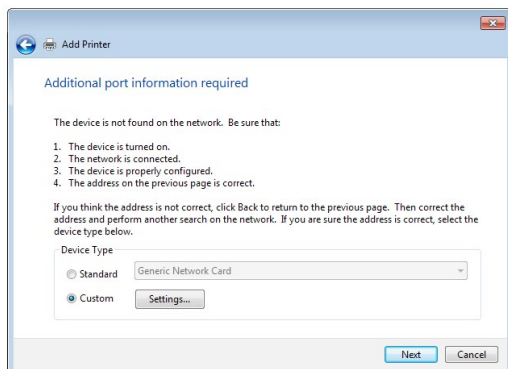 Add Printer
Additional port information required
The device is not found on the network. Be sure that:
1. The device is turned on.
2. The network is connected.
3. The device is properly configured.
4. The address on the previous page is correct.
If you think the address is not correct, click Back to return to the previous page. Then correct the
address and perform another search on the network. If you are sure the address is correct, select the
device type below.
Device Type
Standard Generic Network Card
Custom Settings...
Next Cancel